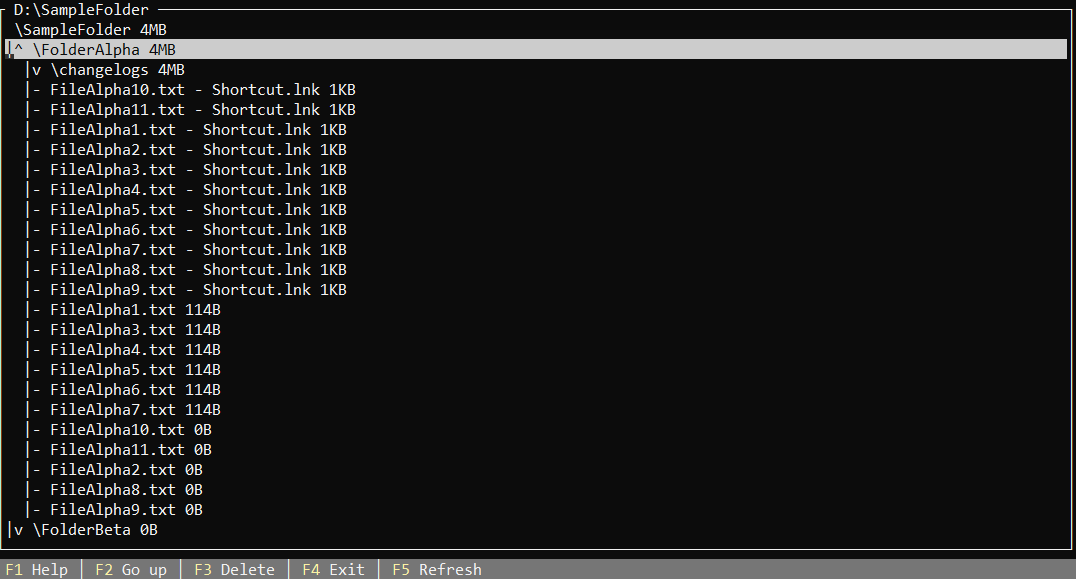 D:\SampleFolder
\SampleFolder 4MB
|^ \FolderAlpha 4MB
|v \changelogs 4MB
|- FileAlpha10.txt - Shortcut.lnk 1KB
|- FileAlpha11.txt - Shortcut.lnk 1KB
|- FileAlpha1.txt - Shortcut.lnk 1KB
|- FileAlpha2.txt - Shortcut.lnk 1KB
|- FileAlpha3.txt - Shortcut.lnk 1KB
|- FileAlpha4.txt - Shortcut.lnk 1KB
|- FileAlpha5.txt - Shortcut.lnk 1KB
|- FileAlpha6.txt - Shortcut.lnk 1KB
|- FileAlpha7.txt - Shortcut.lnk 1KB
|- FileAlpha8.txt - Shortcut.lnk 1KB
|- FileAlpha9.txt - Shortcut.lnk 1KB
|- FileAlpha1.txt 114B
|- FileAlpha3.txt 114B
|- FileAlpha4.txt 114B
|- FileAlpha5.txt 114B
|- FileAlpha6.txt 114B
|- FileAlpha7.txt 114B
|- FileAlpha10.txt 0B
|- FileAlpha11.txt 0B
|- FileAlpha2.txt 0B
|- FileAlpha8.txt 0B
|- FileAlpha9.txt 0B
|v \FolderBeta 0B
F1 Help | F2 Go up | F3 Delete | F4 Exit | F5 Refresh